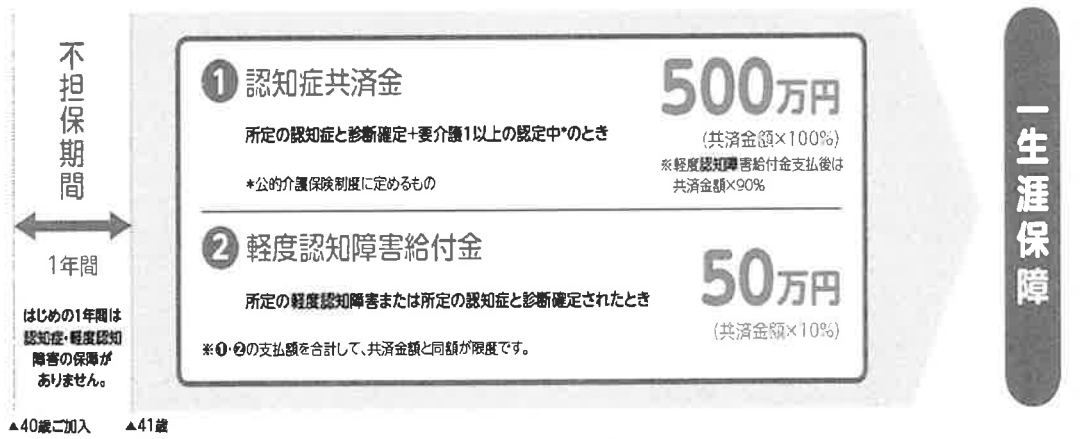 不担保期間
1年間
はじめの1年間は
認知症・軽度認知
障害の保障が
ありません。
▲40歳ご加入
▲41歳
❶認知症共済金
所定の認知症と診断確定+要介護1以上の認定中*のとき
*公的介護保険制度に定めるもの
500万円
(共済金額×100%)
※軽度認知障害給付金支払後は
共済金額×90%
❷軽度認知障害給付金
所定の軽度認知障害または所定の認知症と診断確定されたとき
50万円
(共済金額×10%)
※❶・❷の支払額を合計して、共済金額と同額が限度です。
一生涯保障